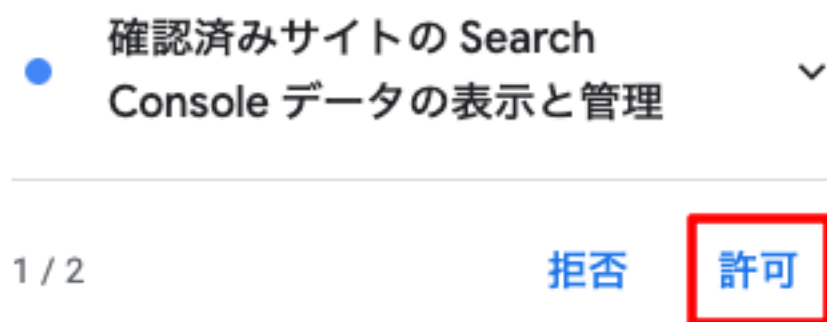 確認済みサイトの Search
Console データの表示と管理
1 / 2
拒否
許可